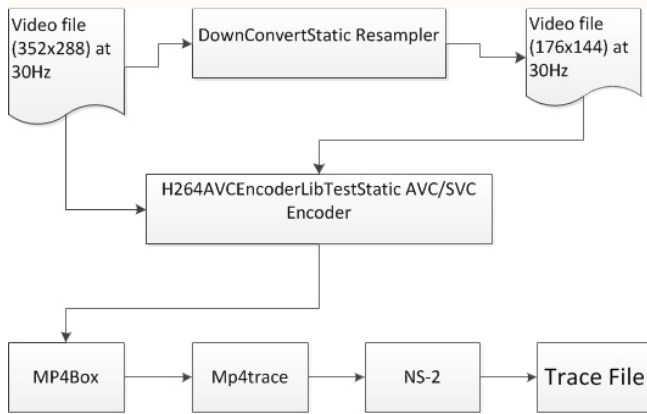 Video file
(352x288) at
30Hz
DownConvertStatic Resampler
Video file
(176x144) at
30Hz
H264AVCEncoderLibTestStatic AVC/SVC
Encoder
MP4Box
Mp4trace
NS-2
Trace File